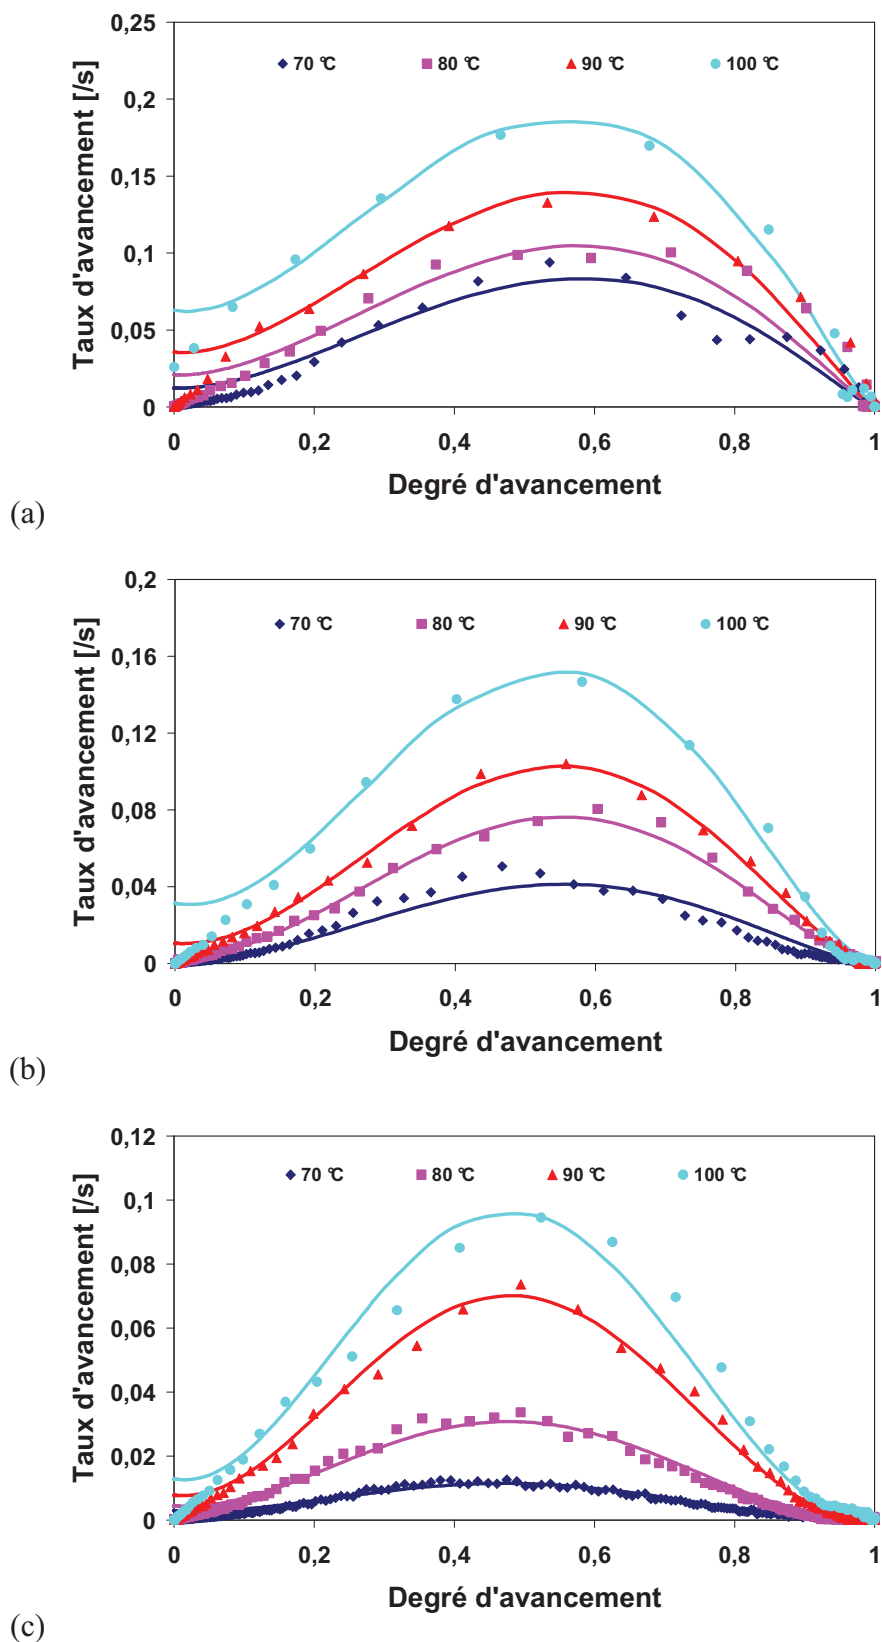 0,25
70 °C 80 °C 90 °C 100 °C
0,2
0,15
0,1
0,05
0
Taux d'avancement [/s]
0 0,2 0,4 0,6 0,8 1
Degré d'avancement
(a)
0,2
70 °C 80 °C 90 °C 100 °C
0,16
0,12
0,08
0,04
0
Taux d'avancement [/s]
0 0,2 0,4 0,6 0,8 1
Degré d'avancement
(b)
0,12
70 °C 80 °C 90 °C 100 °C
0,1
0,08
0,06
0,04
0,02
0
Taux d'avancement [/s]
0 0,2 0,4 0,6 0,8 1
Degré d'avancement
(c)